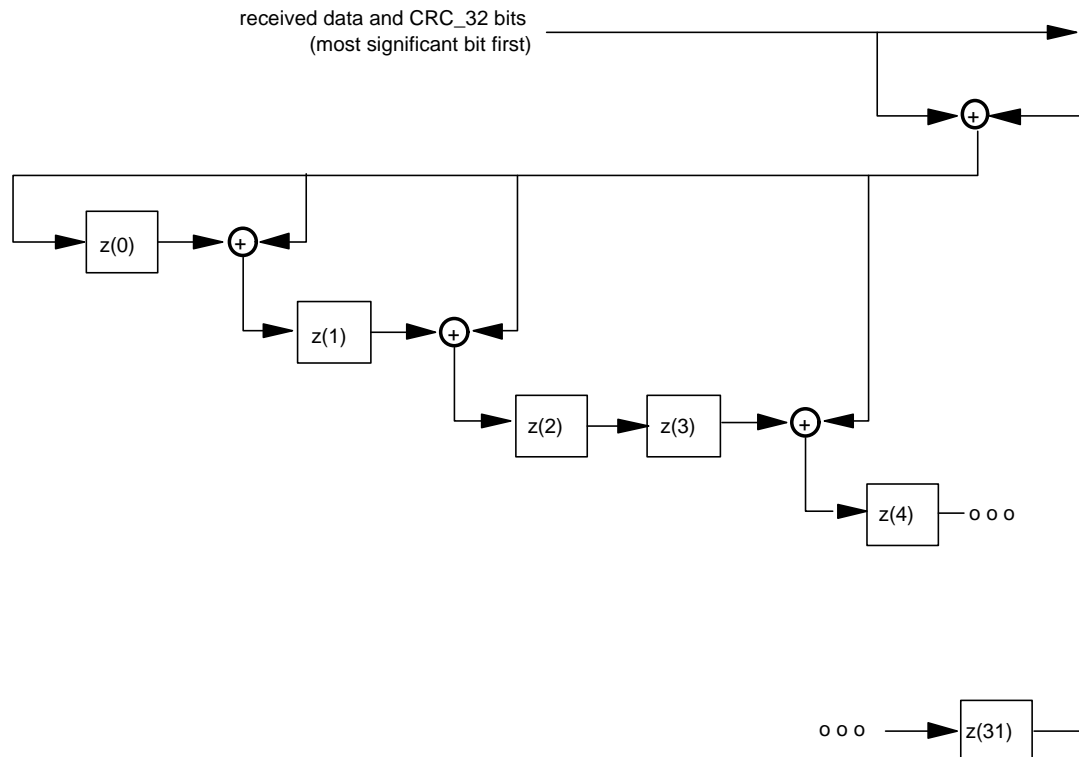 received data and CRC_32 bits
(most significant bit first)
+
z(0)
+
z(1)
+
z(2)
z(3)
+
z(4)
o o o
o o o
z(31)